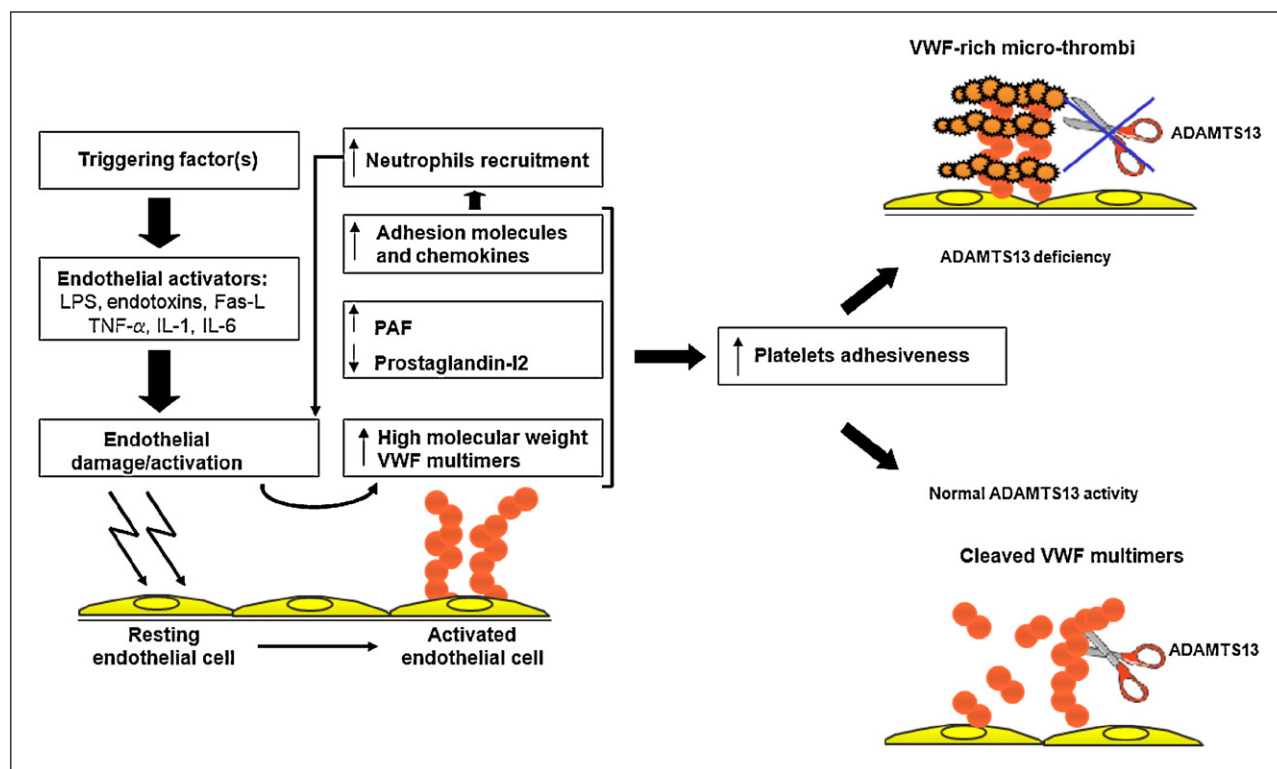 Triggering factor(s)
Endothelial activators:
LPS, endotoxins, Fas-L
TNF-α, IL-1, IL-6
Endothelial
damage/activation
Resting
endothelial cell
Neutrophils recruitment
Adhesion molecules
and chemokines
PAF
Prostaglandin-I2
High molecular weight
VWF multimers
Activated
endothelial cell
Platelets adhesiveness
VWF-rich micro-thrombi
ADAMTS13
ADAMTS13 deficiency
Normal ADAMTS13 activity
Cleaved VWF multimers
ADAMTS13